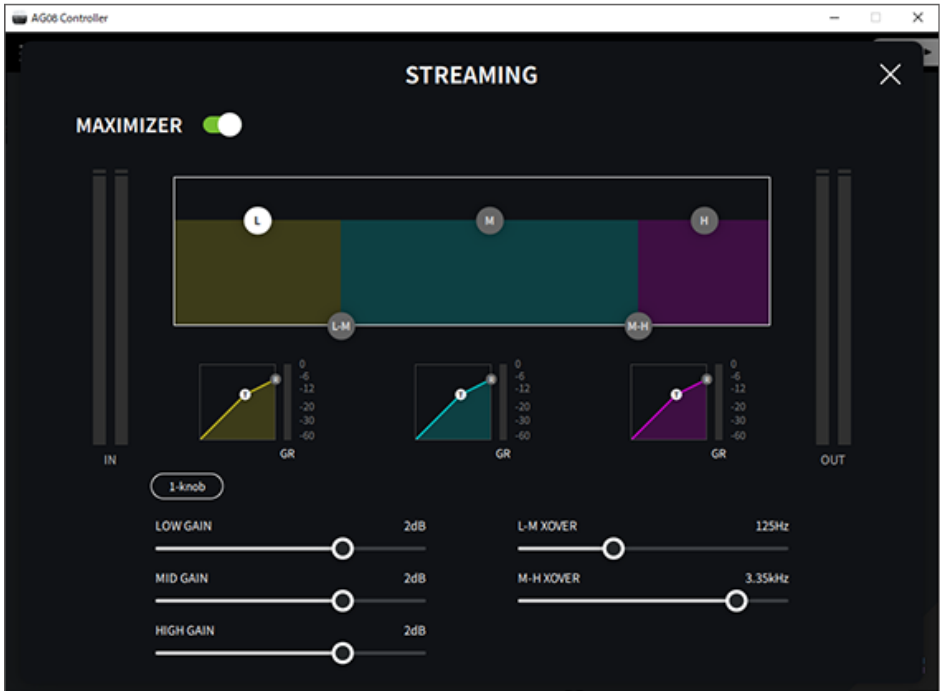 AG08 Controller
STREAMING
MAXIMIZER
L M H
L-M M-H
T R 0 -6 -12 -20 -30 -60 GR
T R 0 -6 -12 -20 -30 -60 GR
T R 0 -6 -12 -20 -30 -60 GR
IN OUT
1-knob
LOW GAIN 2dB L-M XOVER 125Hz
MID GAIN 2dB M-H XOVER 3.35kHz
HIGH GAIN 2dB